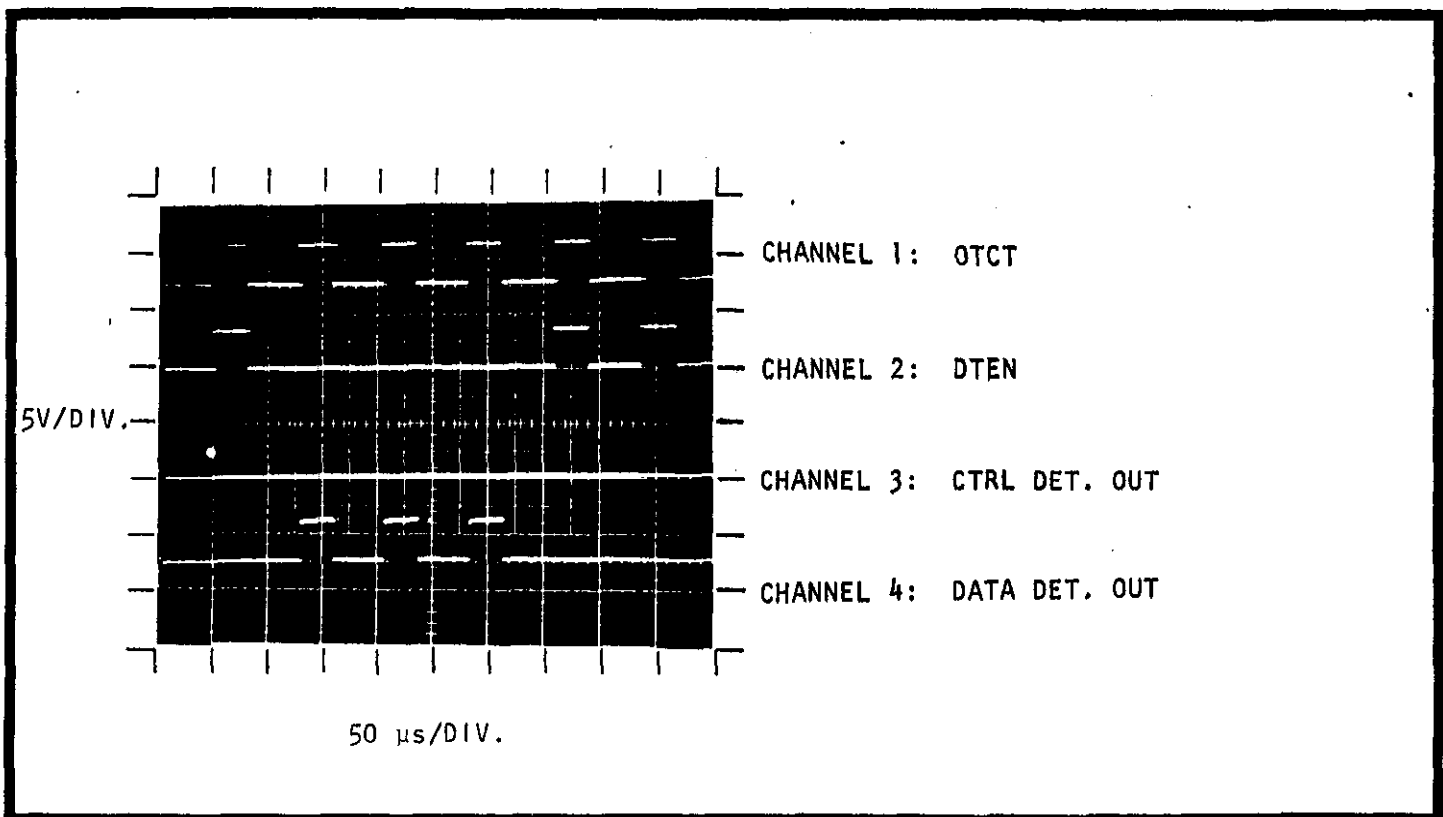 CHANNEL 1: OTCT
CHANNEL 2: DTEN
5V/DIV.
CHANNEL 3: CTRL DET. OUT
CHANNEL 4: DATA DET. OUT
50 µs/DIV.